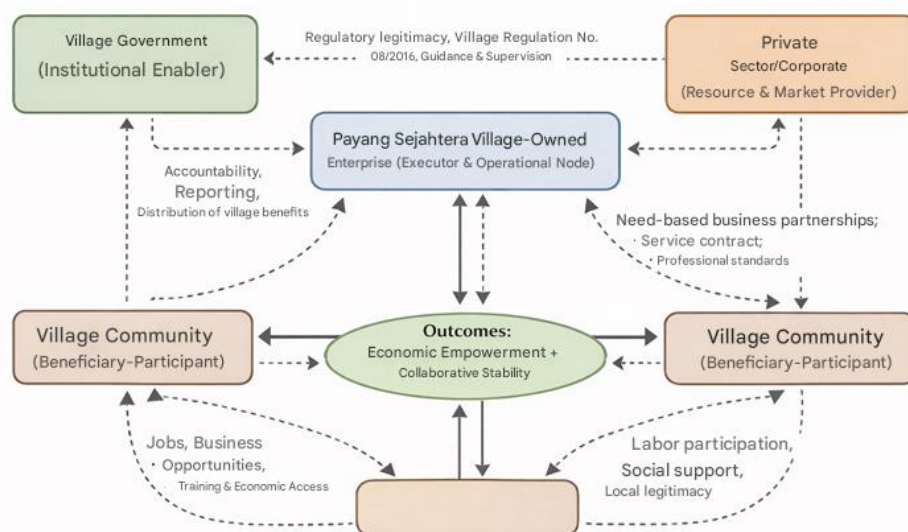 Village Government
(Institutional Enabler)
Regulatory legitimacy, Village Regulation No.
08/2016, Guidance & Supervision
Private
Sector/Corporate
(Resource & Market Provider)
Payang Sejahtera Village-Owned
Enterprise (Executor & Operational Node)
Accountability,
Reporting,
Distribution of village benefits
Need-based business partnerships;
· Service contract;
· Professional standards
Village Community
(Beneficiary-Participant)
Outcomes:
Economic Empowerment +
Collaborative Stability
Village Community
(Beneficiary-Participant)
Jobs, Business
· Opportunities,
· Training & Economic Access
Labor participation,
Social support,
Local legitimacy